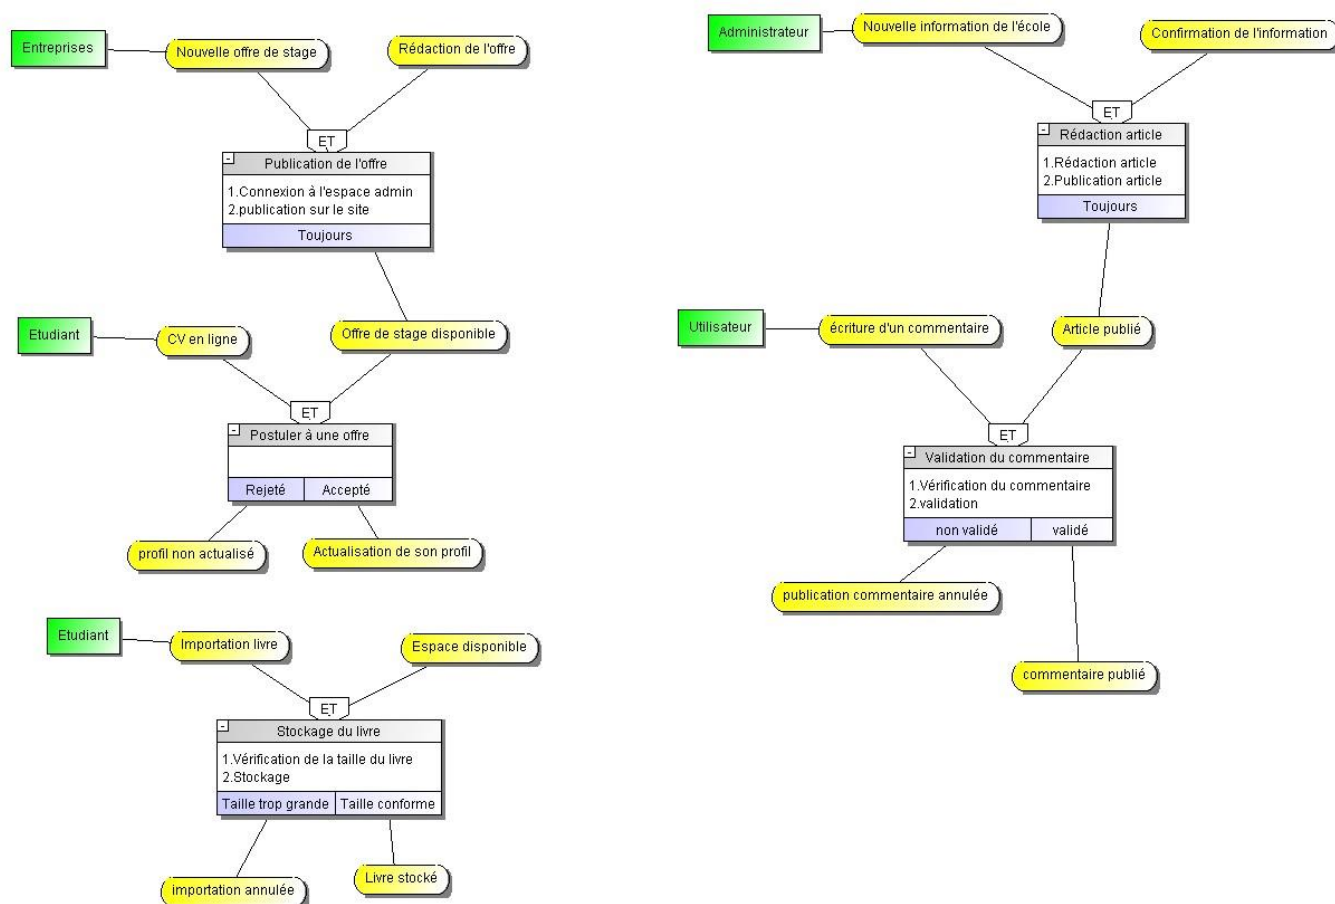 Entreprises
Nouvelle offre de stage
Rédaction de l'offre
ET
Publication de l'offre
1.Connexion à l'espace admin
2.publication sur le site
Toujours
Etudiant
CV en ligne
Offre de stage disponible
ET
Postuler à une offre
Rejeté
Accepté
profil non actualisé
Actualisation de son profil
Etudiant
Importation livre
Espace disponible
ET
Stockage du livre
1.Vérification de la taille du livre
2.Stockage
Taille trop grande
Taille conforme
importation annulée
Livre stocké
Administrateur
Nouvelle information de l'école
Confirmation de l'information
ET
Rédaction article
1.Rédaction article
2.Publication article
Toujours
Utilisateur
écriture d'un commentaire
Article publié
ET
Validation du commentaire
1.Vérification du commentaire
2.validation
non validé
validé
publication commentaire annulée
commentaire publié